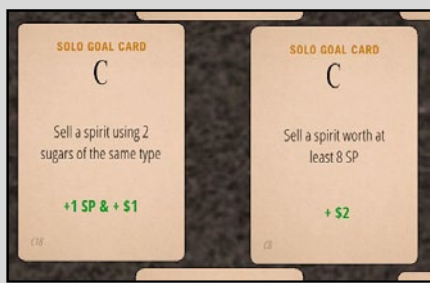 SOLO GOAL CARD
C
Sell a spirit using 2
sugars of the same type
+1 SP & + $1
C18
SOLO GOAL CARD
C
Sell a spirit worth at
least 8 SP
+ $2